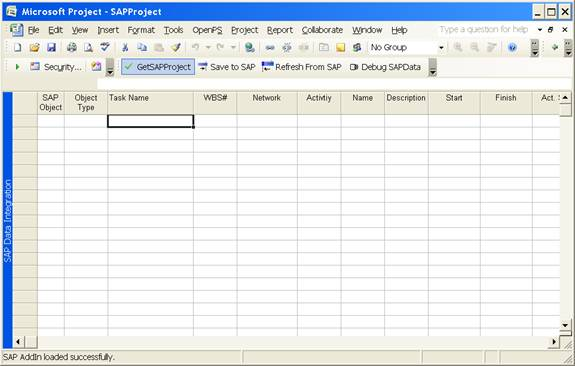 Microsoft Project - SAPProject
File Edit View Insert Format Tools OpenPS Project Report Collaborate Window Help Type a question for help
No Group
Security... GetSAPProject Save to SAP Refresh From SAP Debug SAPData
SAP Object Object Type Task Name WBS# Network Activtiy Name Description Start Finish Act.
SAP Data Integration
SAP AddIn loaded successfully.